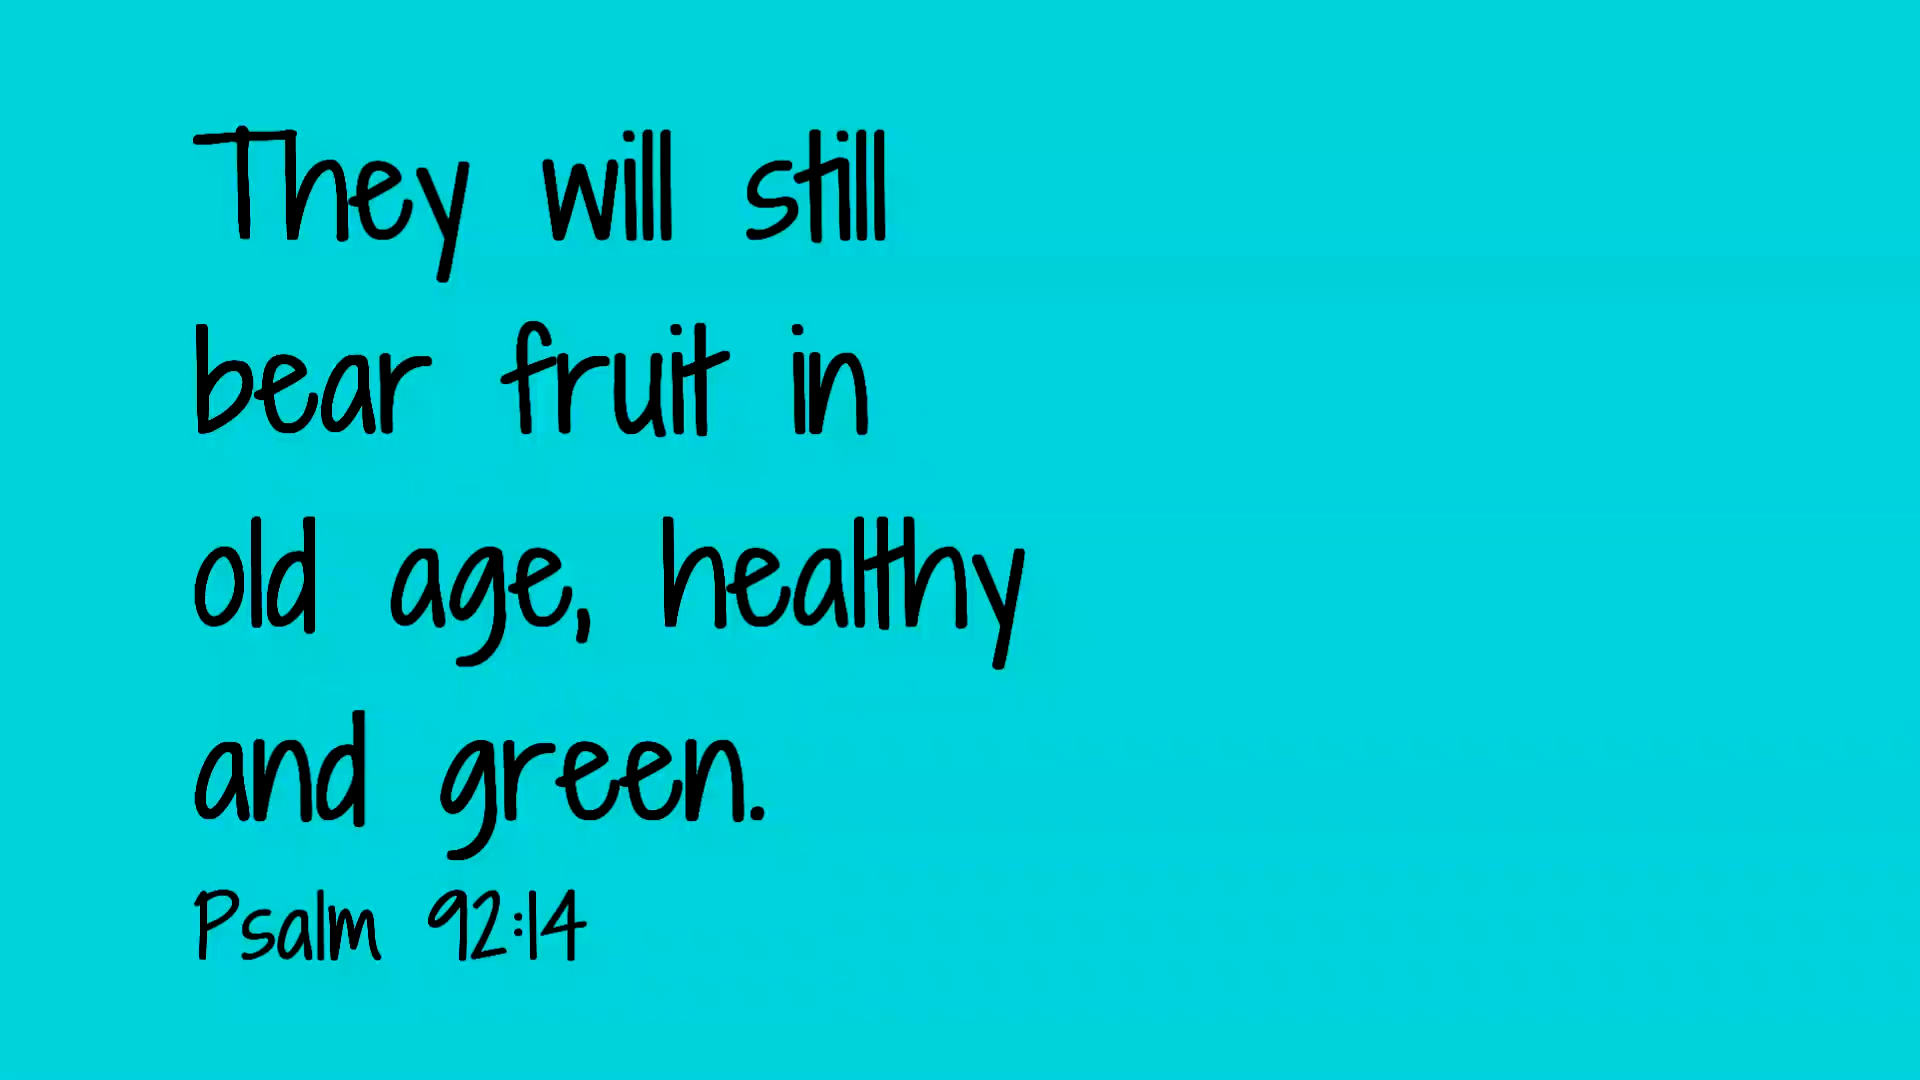 They will still
bear fruit in
old age, healthy
and green.
Psalm 92:14